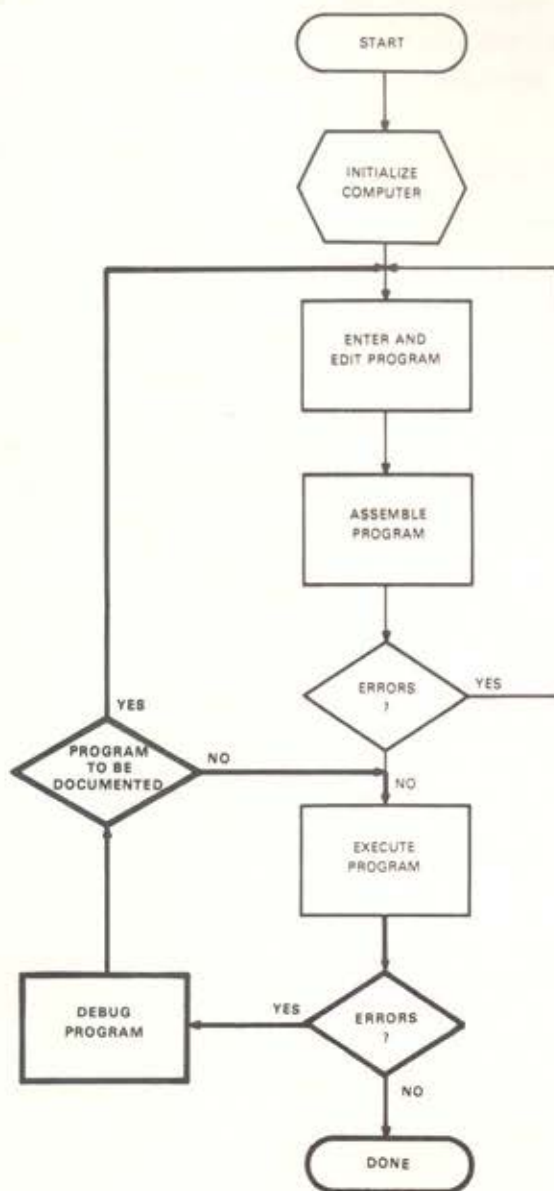 START
INITIALIZE
COMPUTER
ENTER AND
EDIT PROGRAM
ASSEMBLE
PROGRAM
ERRORS
?
YES
NO
YES
PROGRAM
TO BE
DOCUMENTED
NO
EXECUTE
PROGRAM
ERRORS
?
YES
DEBUG
PROGRAM
NO
DONE